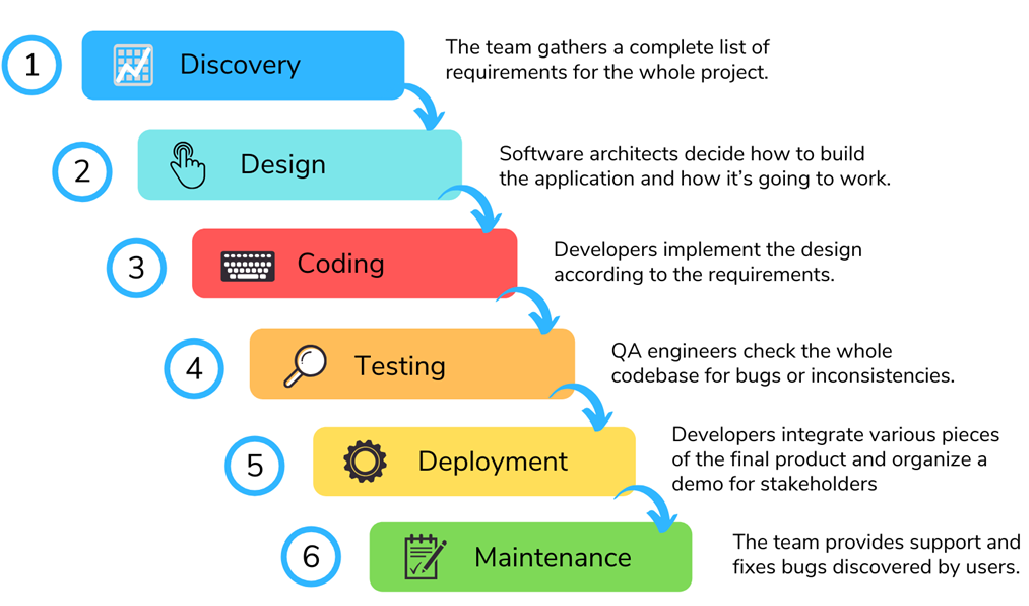 1
Discovery
The team gathers a complete list of
requirements for the whole project.
2
Design
Software architects decide how to build
the application and how it's going to work.
3
Coding
Developers implement the design
according to the requirements.
4
Testing
QA engineers check the whole
codebase for bugs or inconsistencies.
5
Deployment
Developers integrate various pieces
of the final product and organize a
demo for stakeholders
6
Maintenance
The team provides support and
fixes bugs discovered by users.